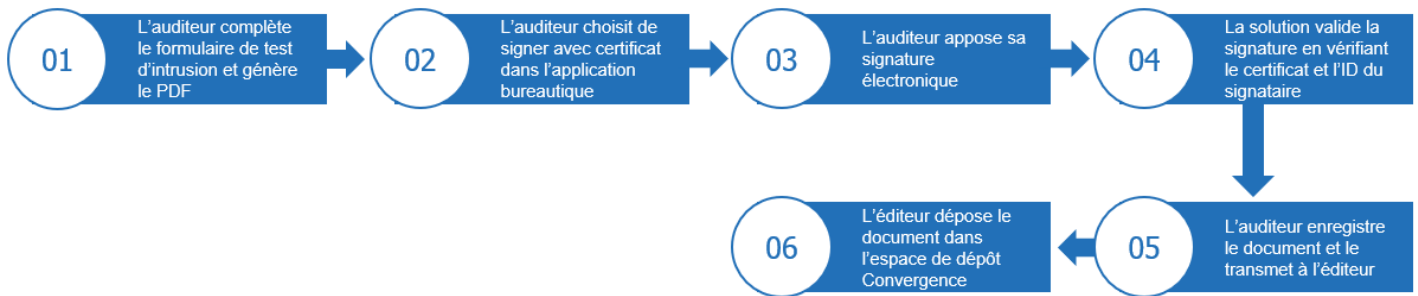 01
L'auditeur complète
le formulaire de test
d'intrusion et génère
le PDF
02
L'auditeur choisit de
signer avec certificat
dans l'application
bureautique
03
L'auditeur appose sa
signature
électronique
04
La solution valide la
signature en vérifiant
le certificat et l'ID du
signataire
05
L'auditeur enregistre
le document et le
transmet à l'éditeur
06
L'éditeur dépose le
document dans
l'espace de dépôt
Convergence